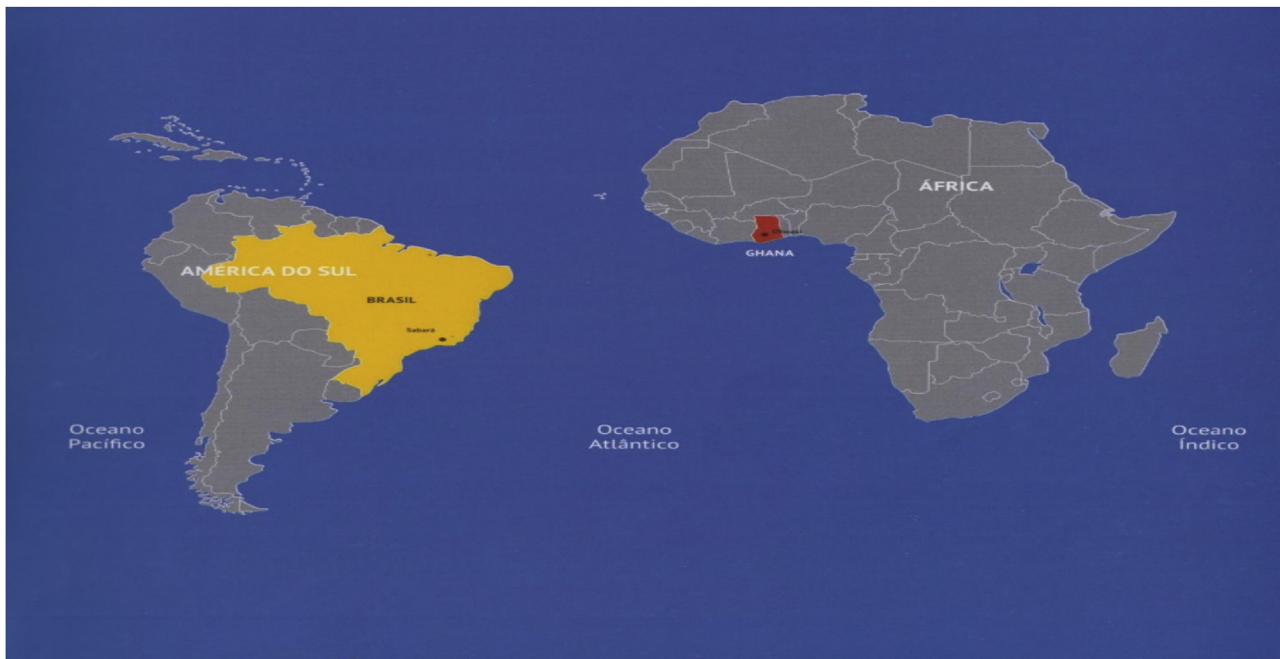 ÁFRICA
GHANA
AMÉRICA DO SUL
BRASIL
Sabará
Oceano
Pacífico
Oceano
Atlântico
Oceano
Índico